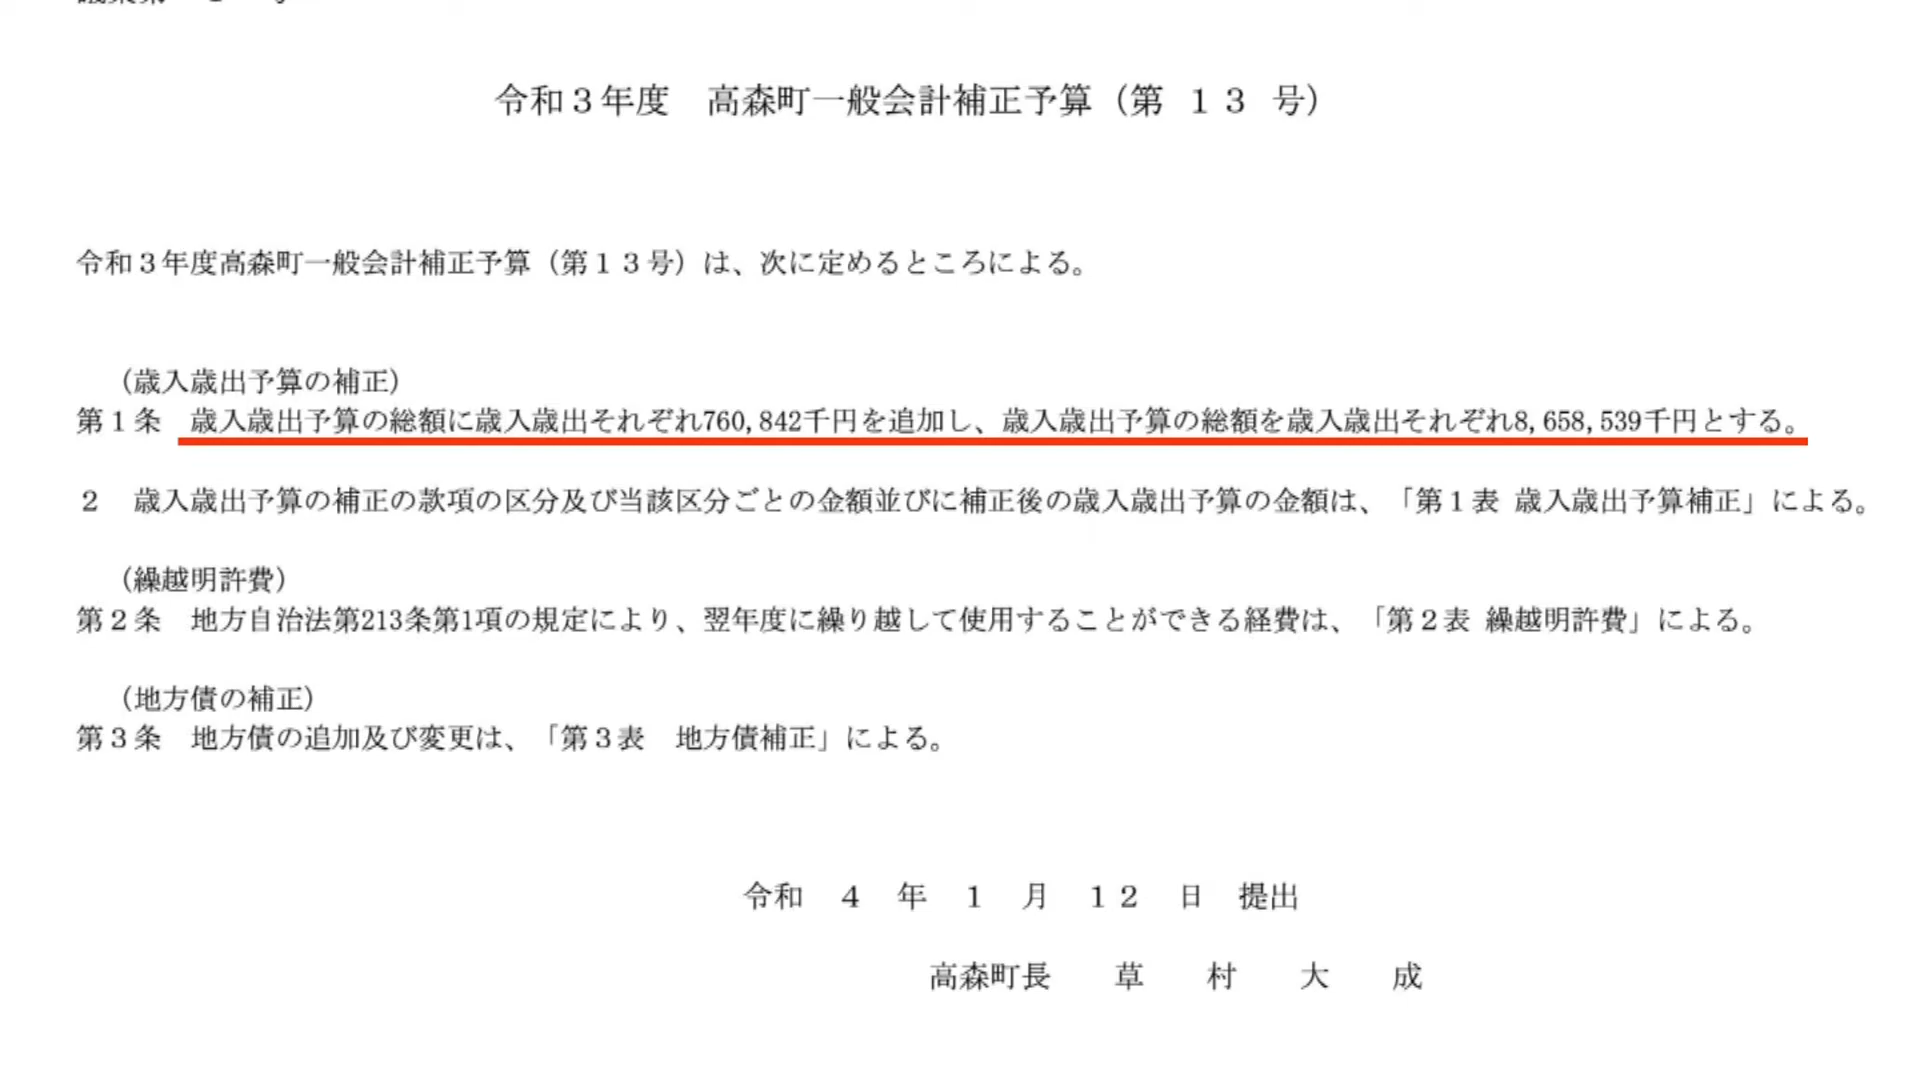 令和３年度　高森町一般会計補正予算（第 １３ 号）
令和３年度高森町一般会計補正予算（第１３号）は、次に定めるところによる。
（歳入歳出予算の補正）
第１条　歳入歳出予算の総額に歳入歳出それぞれ760,842千円を追加し、歳入歳出予算の総額を歳入歳出それぞれ8,658,539千円とする。
２　歳入歳出予算の補正の款項の区分及び当該区分ごとの金額並びに補正後の歳入歳出予算の金額は、「第１表 歳入歳出予算補正」による。
（繰越明許費）
第２条　地方自治法第213条第1項の規定により、翌年度に繰り越して使用することができる経費は、「第２表 繰越明許費」による。
（地方債の補正）
第３条　地方債の追加及び変更は、「第３表　地方債補正」による。
令和　４　年　１　月　１２　日　提出
高森町長　草　村　大　成